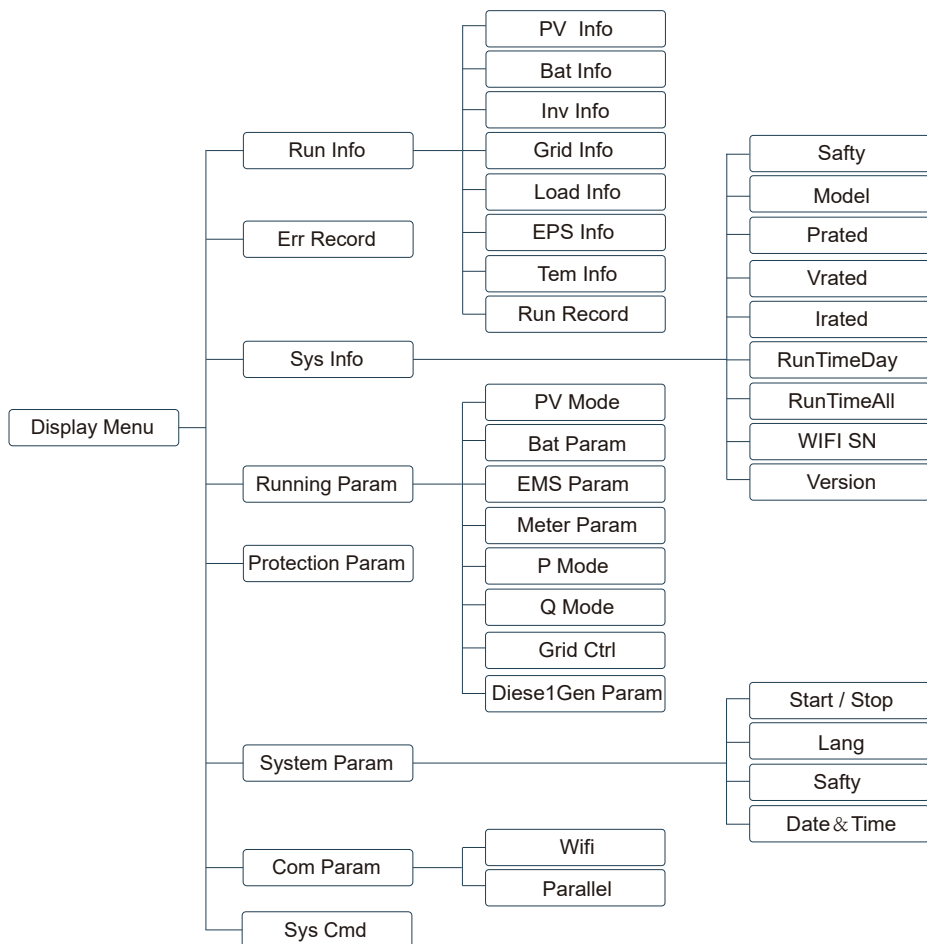 Display Menu
Run Info
PV Info
Bat Info
Inv Info
Grid Info
Load Info
EPS Info
Tem Info
Run Record
Err Record
Sys Info
Safty
Model
Prated
Vrated
Irated
RunTimeDay
RunTimeAll
WIFI SN
Version
Running Param
PV Mode
Bat Param
EMS Param
Meter Param
P Mode
Q Mode
Grid Ctrl
Diese1Gen Param
Protection Param
System Param
Start / Stop
Lang
Safty
Date&Time
Com Param
Wifi
Parallel
Sys Cmd